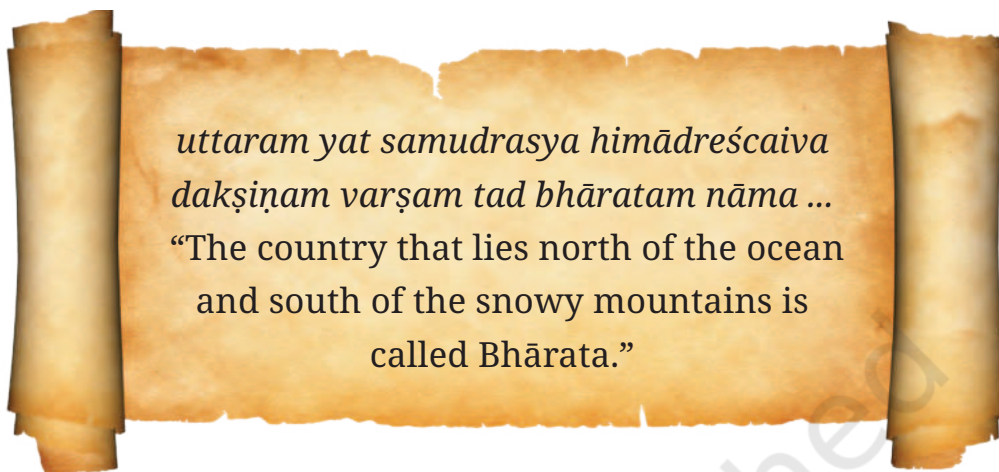 uttaram yat samudrasya himādreścaiva
dakṣiṇam varṣam tad bhāratam nāma ...
“The country that lies north of the ocean
and south of the snowy mountains is
called Bhārata.”